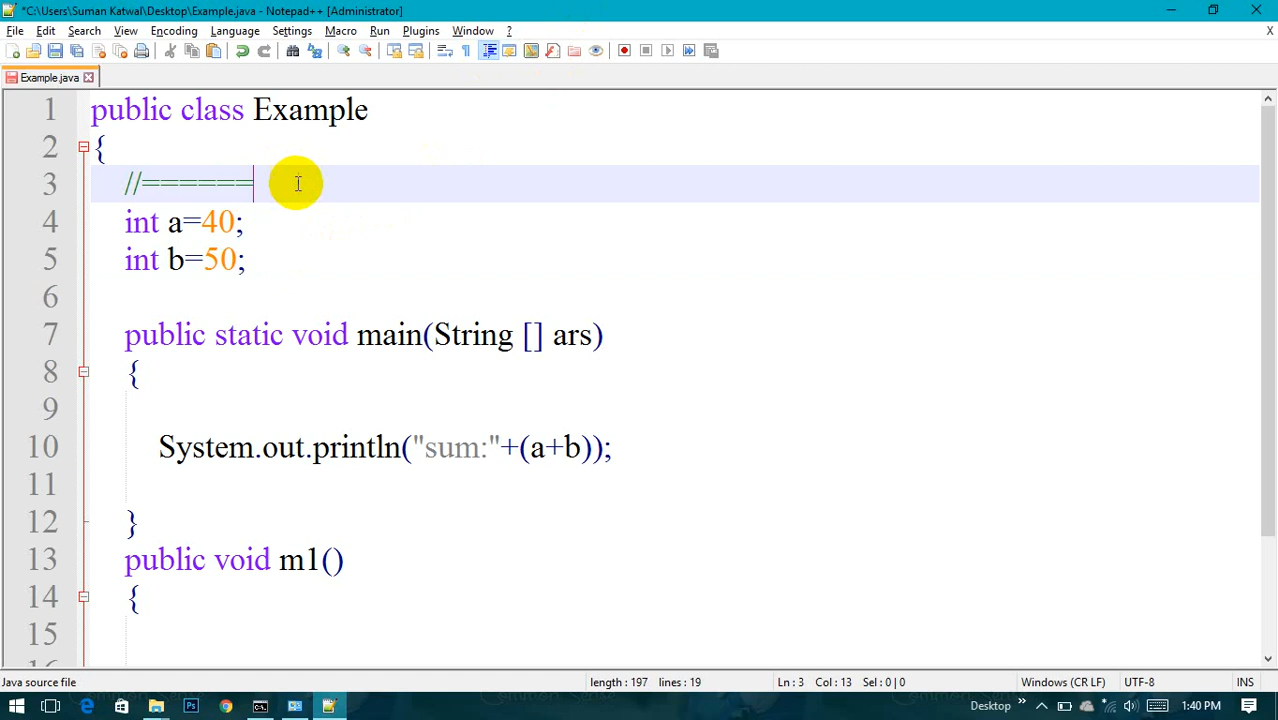 *C:\Users\Suman Katwal\Desktop\Example.java - Notepad++ [Administrator]
File Edit Search View Encoding Language Settings Macro Run Plugins Window ? X
Example.java
1 public class Example
2 {
3 //======
4 int a=40;
5 int b=50;
6
7 public static void main(String [] ars)
8 {
9
10 System.out.println("sum:"+(a+b));
11
12 }
13 public void m1()
14 {
15
16
Java source file length : 197 lines : 19 Ln : 3 Col : 13 Sel : 0 | 0 Windows (CR LF) UTF-8 INS
Desktop 1:40 PM